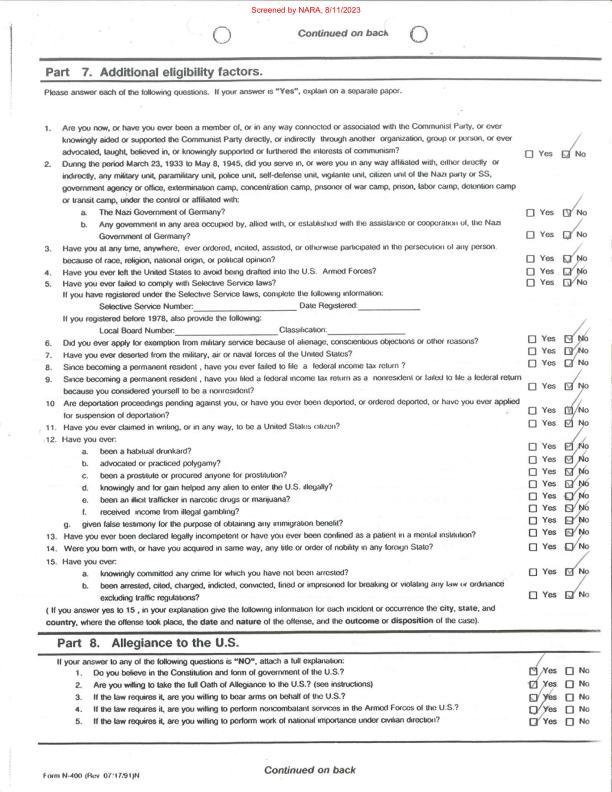 Screened by NARA, 8/11/2023
Continued on back
Part 7. Additional eligibility factors.
Please answer each of the following questions. If your answer is "Yes", explain on a separate paper.
1. Are you now, or have you ever been a member of, or in any way connected or associated with the Communist Party, or ever
knowingly aided or supported the Communist Party directly, or indirectly through another organization, group or person, or ever
advocated, taught, believed in, or knowingly supported or furthered the interests of communism? ☐ Yes ☑ No
2. During the period March 23, 1933 to May 8, 1945, did you serve in, or were you in any way affiliated with, either directly or
indirectly, any military unit, paramilitary unit, police unit, self-defense unit, vigilante unit, citizen unit of the Nazi party or SS,
government agency or office, extermination camp, concentration camp, prisoner of war camp, prison, labor camp, detention camp
or transit camp, under the control or affiliated with:
a. The Nazi Government of Germany? ☐ Yes ☑ No
b. Any government in any area occupied by, allied with, or established with the assistance or cooperation of, the Nazi
Government of Germany? ☐ Yes ☑ No
3. Have you at any time, anywhere, ever ordered, incited, assisted, or otherwise participated in the persecution of any person
because of race, religion, national origin, or political opinion? ☐ Yes ☑ No
4. Have you ever left the United States to avoid being drafted into the U.S. Armed Forces? ☐ Yes ☑ No
5. Have you ever failed to comply with Selective Service laws? ☐ Yes ☑ No
If you have registered under the Selective Service laws, complete the following information:
Selective Service Number: Date Registered:
If you registered before 1978, also provide the following:
Local Board Number: Classification:
6. Did you ever apply for exemption from military service because of alienage, conscientious objections or other reasons? ☐ Yes ☑ No
7. Have you ever deserted from the military, air or naval forces of the United States? ☐ Yes ☑ No
8. Since becoming a permanent resident , have you ever failed to file a federal income tax return ? ☐ Yes ☑ No
9. Since becoming a permanent resident , have you filed a federal income tax return as a nonresident or failed to file a federal return
because you considered yourself to be a nonresident? ☐ Yes ☑ No
10 Are deportation proceedings pending against you, or have you ever been deported, or ordered deported, or have you ever applied
for suspension of deportation? ☐ Yes ☑ No
11. Have you ever claimed in writing, or in any way, to be a United States citizen? ☐ Yes ☑ No
12. Have you ever:
a. been a habitual drunkard? ☐ Yes ☑ No
b. advocated or practiced polygamy? ☐ Yes ☑ No
c. been a prostitute or procured anyone for prostitution? ☐ Yes ☑ No
d. knowingly and for gain helped any alien to enter the U.S. illegally? ☐ Yes ☑ No
e. been an illicit trafficker in narcotic drugs or marijuana? ☐ Yes ☑ No
f. received income from illegal gambling? ☐ Yes ☑ No
g. given false testimony for the purpose of obtaining any immigration benefit? ☐ Yes ☑ No
13. Have you ever been declared legally incompetent or have you ever been confined as a patient in a mental institution? ☐ Yes ☑ No
14. Were you born with, or have you acquired in same way, any title or order of nobility in any foreign State? ☐ Yes ☑ No
15. Have you ever:
a. knowingly committed any crime for which you have not been arrested? ☐ Yes ☑ No
b. been arrested, cited, charged, indicted, convicted, fined or imprisoned for breaking or violating any law or ordinance
excluding traffic regulations? ☐ Yes ☑ No
( If you answer yes to 15 , in your explanation give the following information for each incident or occurrence the city, state, and
country, where the offense took place, the date and nature of the offense, and the outcome or disposition of the case).
Part 8. Allegiance to the U.S.
If your answer to any of the following questions is "NO", attach a full explanation:
1. Do you believe in the Constitution and form of government of the U.S.? ☑ Yes ☐ No
2. Are you willing to take the full Oath of Allegiance to the U.S.? (see instructions) ☑ Yes ☐ No
3. If the law requires it, are you willing to bear arms on behalf of the U.S.? ☑ Yes ☐ No
4. If the law requires it, are you willing to perform noncombatant services in the Armed Forces of the U.S.? ☑ Yes ☐ No
5. If the law requires it, are you willing to perform work of national importance under civilian direction? ☑ Yes ☐ No
Continued on back
Form N-400 (Rev 07/17/91)N